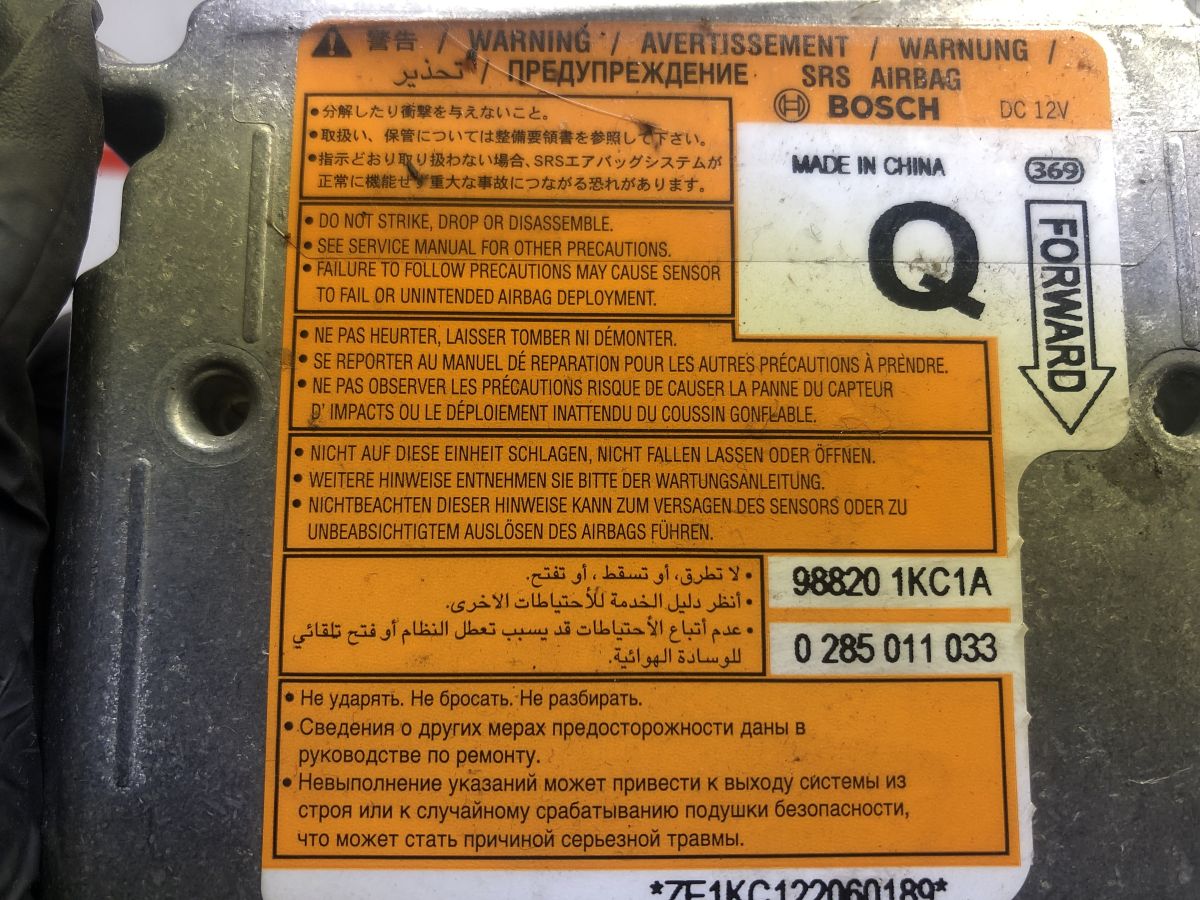 警告 / WARNING / AVERTISSEMENT / WARNUNG /
تحذير / ПРЕДУПРЕЖДЕНИЕ SRS AIRBAG
BOSCH DC 12V
•分解したり衝撃を与えないこと。
•取扱い、保管については整備要領書を参照して下さい。
•指示どおり取り扱わない場合、SRSエアバッグシステムが
正常に機能せず重大な事故につながる恐れがあります。
MADE IN CHINA
369
Q
FORWARD
• DO NOT STRIKE, DROP OR DISASSEMBLE.
• SEE SERVICE MANUAL FOR OTHER PRECAUTIONS.
• FAILURE TO FOLLOW PRECAUTIONS MAY CAUSE SENSOR
TO FAIL OR UNINTENDED AIRBAG DEPLOYMENT.
• NE PAS HEURTER, LAISSER TOMBER NI DÉMONTER.
• SE REPORTER AU MANUEL DÉ REPARATION POUR LES AUTRES PRÉCAUTIONS À PRENDRE.
• NE PAS OBSERVER LES PRÉCAUTIONS RISQUE DE CAUSER LA PANNE DU CAPTEUR
D' IMPACTS OU LE DÉPLOIEMENT INATTENDU DU COUSSIN GONFLABLE.
• NICHT AUF DIESE EINHEIT SCHLAGEN, NICHT FALLEN LASSEN ODER ÖFFNEN.
• WEITERE HINWEISE ENTNEHMEN SIE BITTE DER WARTUNGSANLEITUNG.
• NICHTBEACHTEN DIESER HINWEISE KANN ZUM VERSAGEN DES SENSORS ODER ZU
UNBEABSICHTIGTEM AUSLÖSEN DES AIRBAGS FÜHREN.
• لا تطرق، أو تسقط ، أو تفتح.
• أنظر دليل الخدمة للأحتياطات الاخرى.
• عدم أتباع الأحتياطات قد يسبب تعطل النظام أو فتح تلقائي
للوسادة الهوائية.
98820 1KC1A
0 285 011 033
• Не ударять. Не бросать. Не разбирать.
• Сведения о других мерах предосторожности даны в
руководстве по ремонту.
• Невыполнение указаний может привести к выходу системы из
строя или к случайному срабатыванию подушки безопасности,
что может стать причиной серьезной травмы.
*7E1KC122060189*